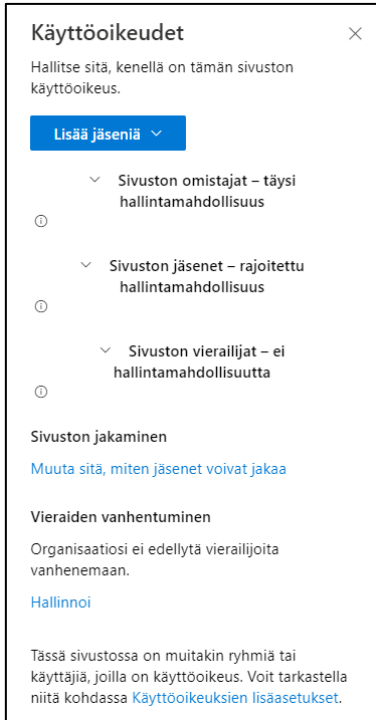 Käyttöoikeudet
Hallitse sitä, kenellä on tämän sivuston
käyttöoikeus.
Lisää jäseniä
Sivuston omistajat – täysi
hallintamahdollisuus
Sivuston jäsenet – rajoitettu
hallintamahdollisuus
Sivuston vierailijat – ei
hallintamahdollisuutta
Sivuston jakaminen
Muuta sitä, miten jäsenet voivat jakaa
Vieraiden vanhentuminen
Organisaatiosi ei edellytä vierailijoita
vanhenemaan.
Hallinnoi
Tässä sivustossa on muitakin ryhmiä tai
käyttäjiä, joilla on käyttöoikeus. Voit tarkastella
niitä kohdassa Käyttöoikeuksien lisäasetukset.